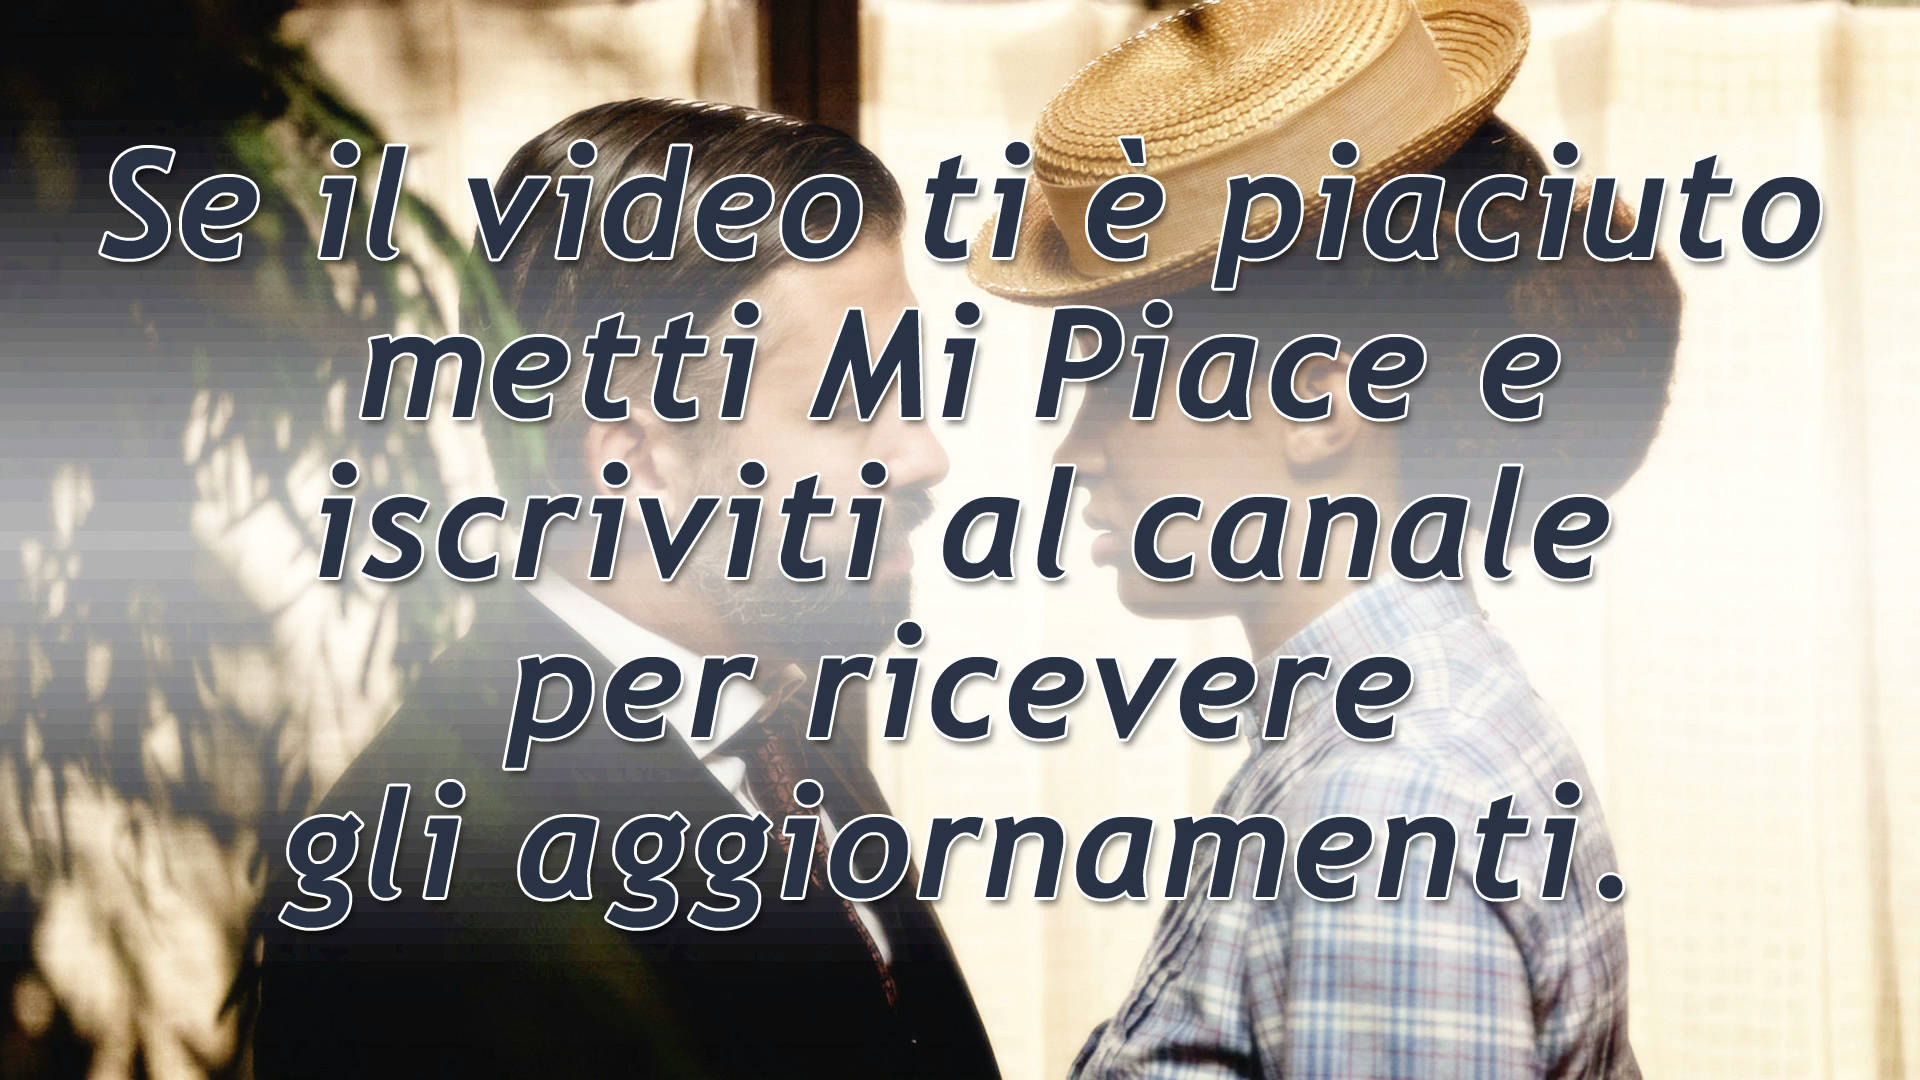 Se il video ti è piaciuto
metti Mi Piace e
iscriviti al canale
per ricevere
gli aggiornamenti.